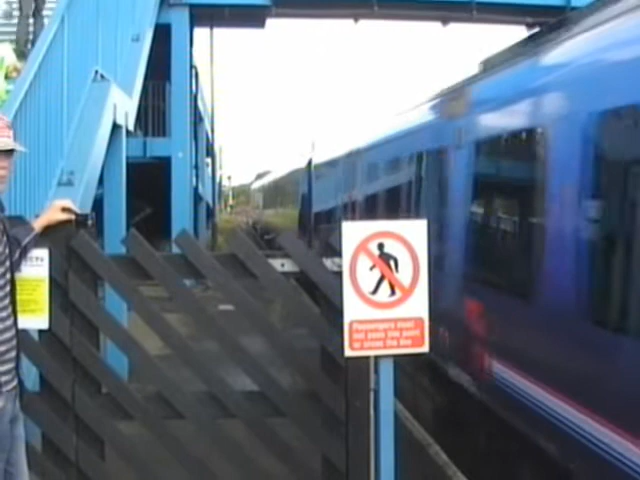 Passengers must
not pass this point
or cross the line